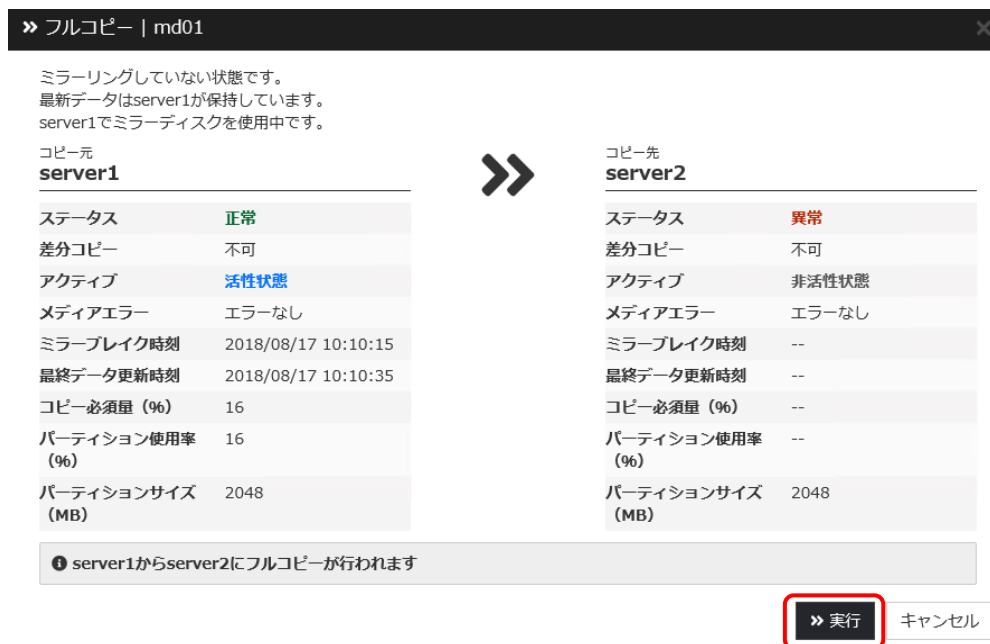 フルコピー | md01
ミラーリングしていない状態です。
最新データはserver1が保持しています。
server1でミラーディスクを使用中です。
コピー元
server1
ステータス 正常
差分コピー 不可
アクティブ 活性状態
メディアエラー エラーなし
ミラーブレイク時刻 2018/08/17 10:10:15
最終データ更新時刻 2018/08/17 10:10:35
コピー必須量（%） 16
パーティション使用率 16
（%）
パーティションサイズ 2048
（MB）
コピー先
server2
ステータス 異常
差分コピー 不可
アクティブ 非活性状態
メディアエラー エラーなし
ミラーブレイク時刻 --
最終データ更新時刻 --
コピー必須量（%） --
パーティション使用率 --
（%）
パーティションサイズ 2048
（MB）
server1からserver2にフルコピーが行われます
実行 キャンセル